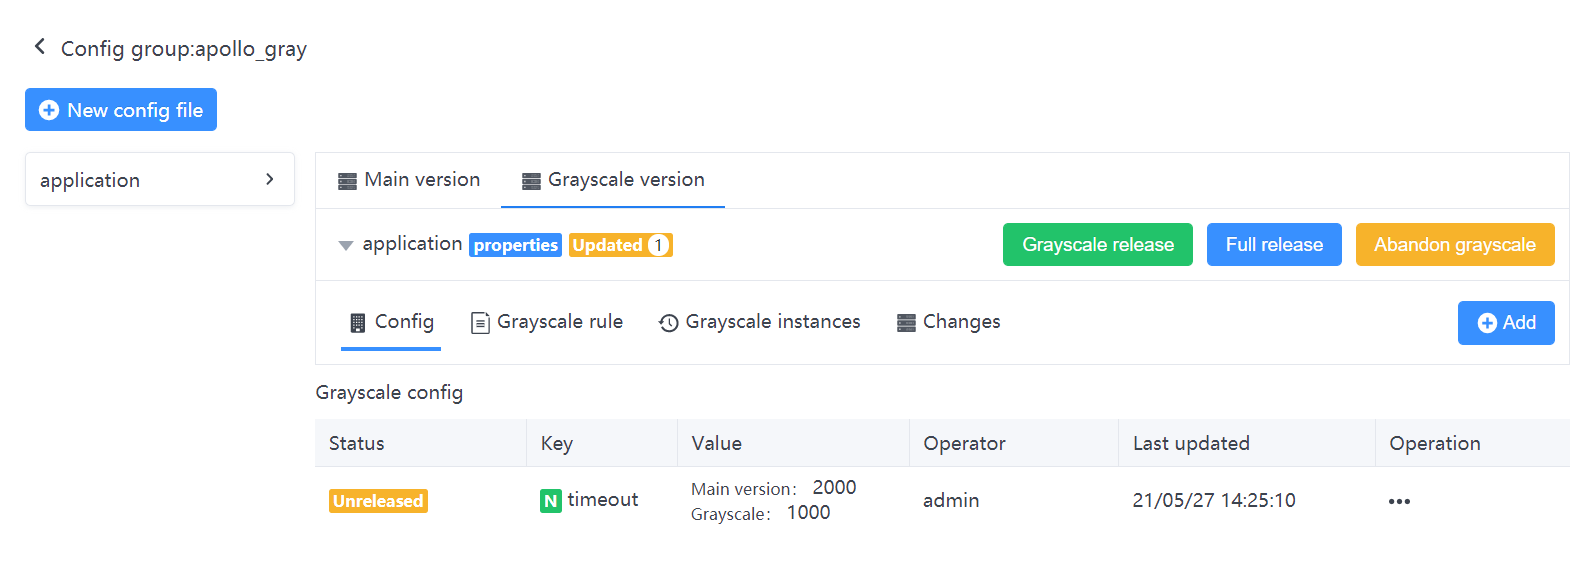 Config group:apollo_gray
New config file
application
Main version Grayscale version
application properties Updated 1 Grayscale release Full release Abandon grayscale
Config Grayscale rule Grayscale instances Changes Add
Grayscale config
Status Key Value Operator Last updated Operation
Unreleased N timeout Main version： 2000 admin 21/05/27 14:25:10 •••
Grayscale： 1000